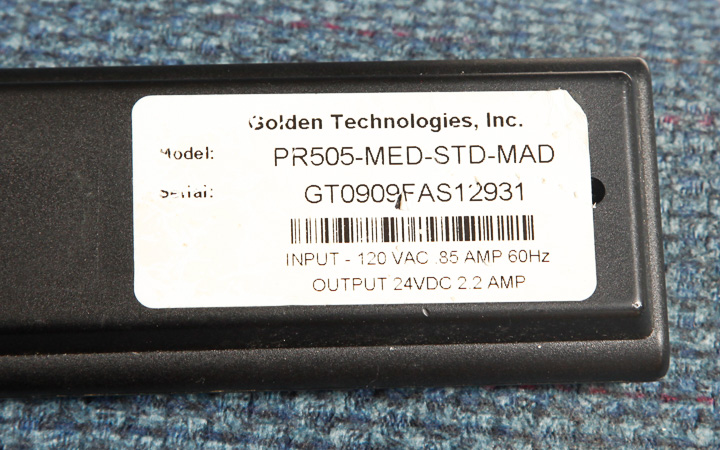 Golden Technologies, Inc.
Model: PR505-MED-STD-MAD
Serial: GT0909FAS12931
INPUT - 120 VAC .85 AMP 60Hz
OUTPUT 24VDC 2.2 AMP